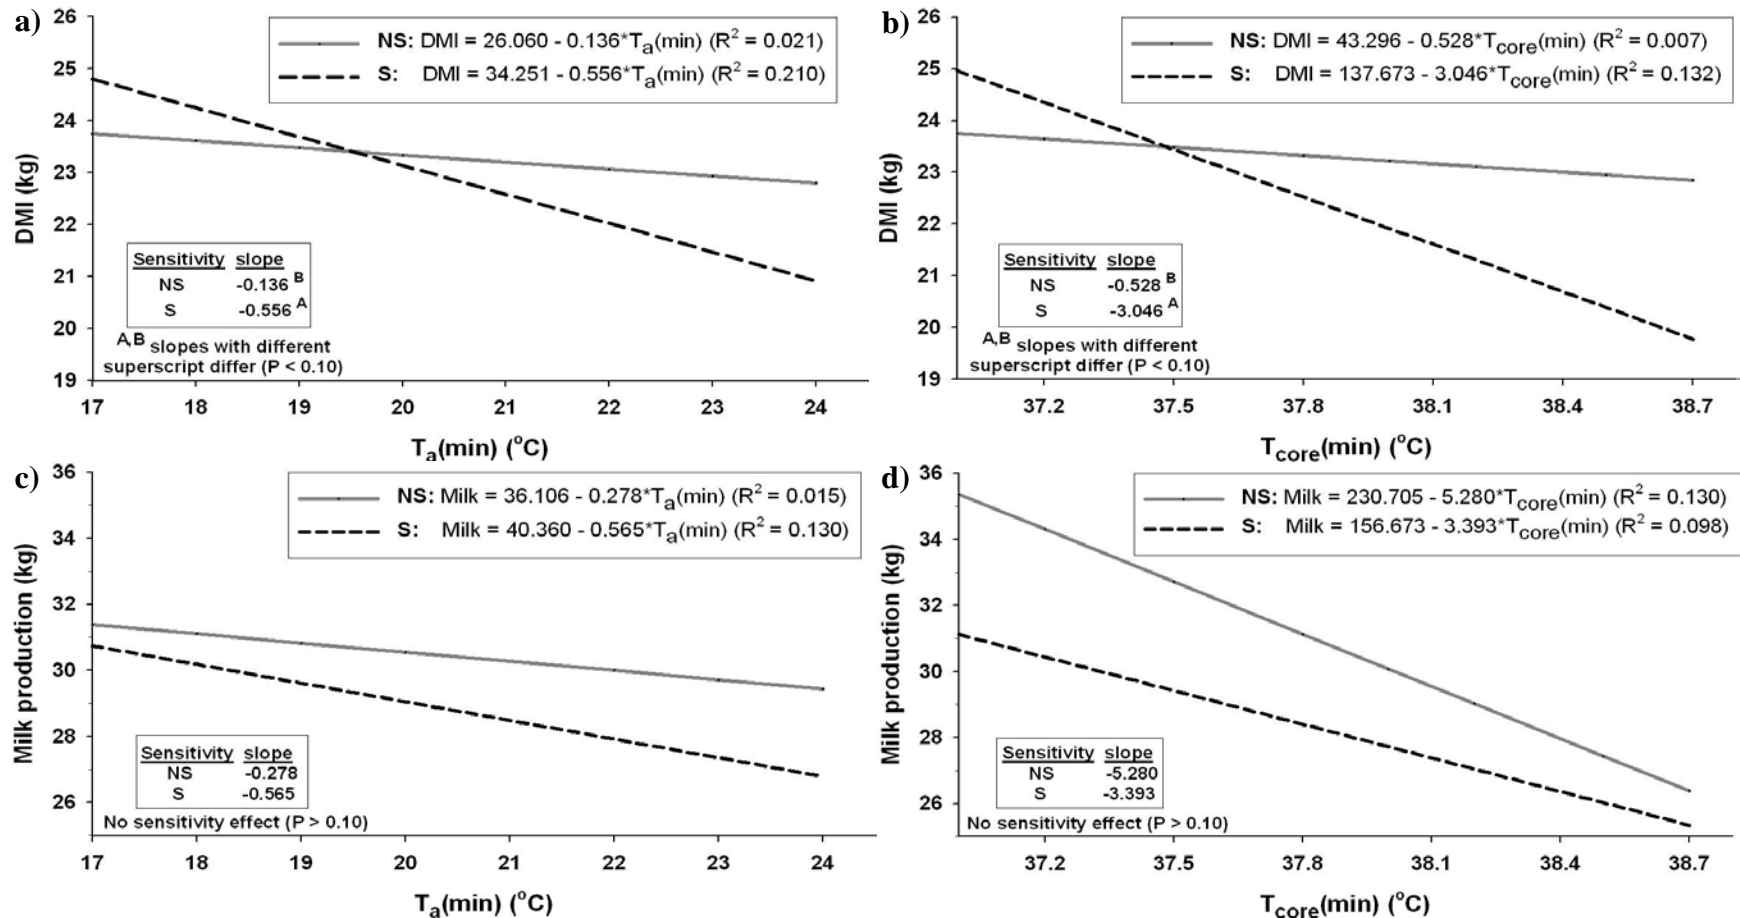 a)
26
25
24
23
22
21
20
19
DMI (kg)
NS: DMI = 26.060 - 0.136*Ta(min) (R2 = 0.021)
S: DMI = 34.251 - 0.556*Ta(min) (R2 = 0.210)
Sensitivity slope
NS -0.136 B
S -0.556 A
A,B slopes with different
superscript differ (P < 0.10)
17 18 19 20 21 22 23 24
Ta(min) (oC)
b)
26
25
24
23
22
21
20
19
DMI (kg)
NS: DMI = 43.296 - 0.528*Tcore(min) (R2 = 0.007)
S: DMI = 137.673 - 3.046*Tcore(min) (R2 = 0.132)
Sensitivity slope
NS -0.528 B
S -3.046 A
A,B slopes with different
superscript differ (P < 0.10)
37.2 37.5 37.8 38.1 38.4 38.7
Tcore(min) (oC)
c)
36
34
32
30
28
26
Milk production (kg)
NS: Milk = 36.106 - 0.278*Ta(min) (R2 = 0.015)
S: Milk = 40.360 - 0.565*Ta(min) (R2 = 0.130)
Sensitivity slope
NS -0.278
S -0.565
No sensitivity effect (P > 0.10)
17 18 19 20 21 22 23 24
Ta(min) (oC)
d)
36
34
32
30
28
26
Milk production (kg)
NS: Milk = 230.705 - 5.280*Tcore(min) (R2 = 0.130)
S: Milk = 156.673 - 3.393*Tcore(min) (R2 = 0.098)
Sensitivity slope
NS -5.280
S -3.393
No sensitivity effect (P > 0.10)
37.2 37.5 37.8 38.1 38.4 38.7
Tcore(min) (oC)